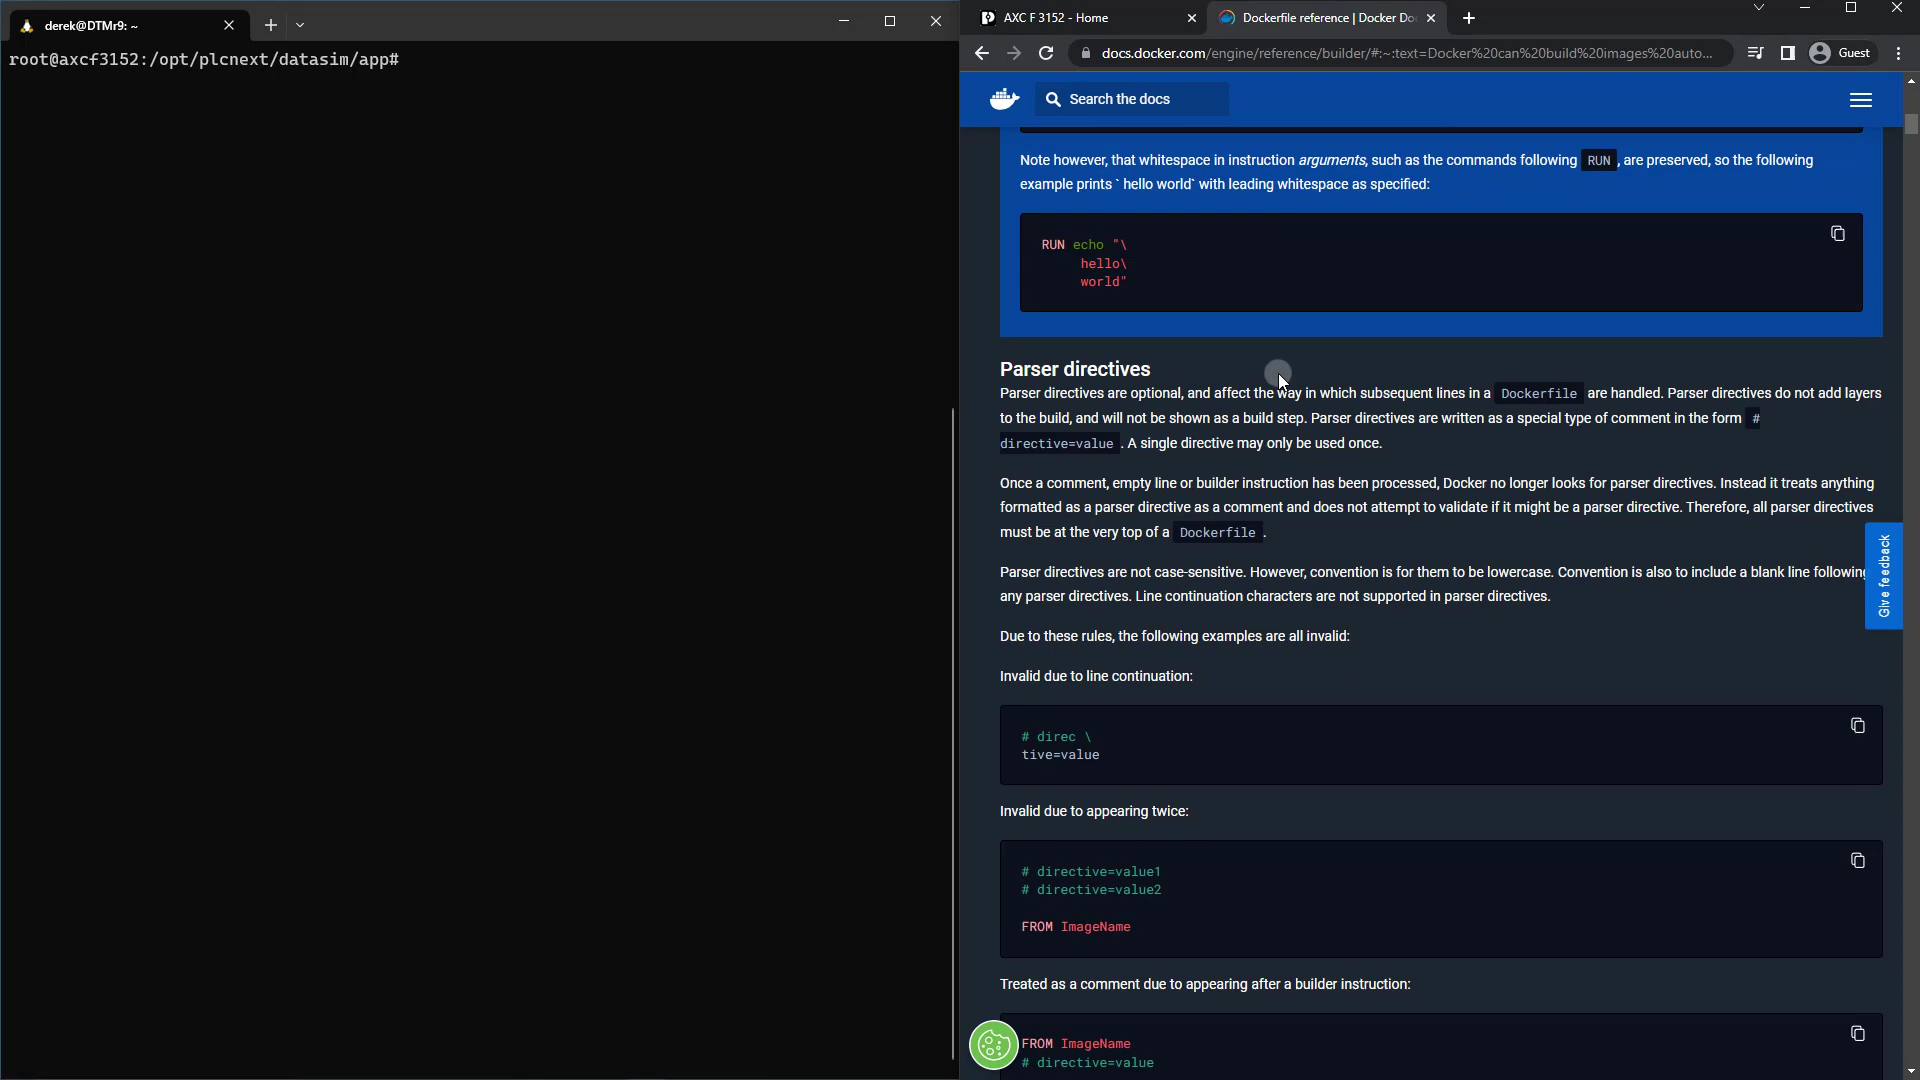 derek@DTMr9: ~
root@axcf3152:/opt/plcnext/datasim/app#
AXC F 3152 - Home
Dockerfile reference | Docker Do
docs.docker.com/engine/reference/builder/#:~:text=Docker%20can%20build%20images%20auto...
Guest
Search the docs
Note however, that whitespace in instruction arguments, such as the commands following RUN, are preserved, so the following
example prints ` hello world` with leading whitespace as specified:
RUN echo "\
hello\
world"
Parser directives
Parser directives are optional, and affect the way in which subsequent lines in a Dockerfile are handled. Parser directives do not add layers
to the build, and will not be shown as a build step. Parser directives are written as a special type of comment in the form #
directive=value. A single directive may only be used once.
Once a comment, empty line or builder instruction has been processed, Docker no longer looks for parser directives. Instead it treats anything
formatted as a parser directive as a comment and does not attempt to validate if it might be a parser directive. Therefore, all parser directives
must be at the very top of a Dockerfile.
Parser directives are not case-sensitive. However, convention is for them to be lowercase. Convention is also to include a blank line following
any parser directives. Line continuation characters are not supported in parser directives.
Give feedback
Due to these rules, the following examples are all invalid:
Invalid due to line continuation:
# direc \
tive=value
Invalid due to appearing twice:
# directive=value1
# directive=value2
FROM ImageName
Treated as a comment due to appearing after a builder instruction:
FROM ImageName
# directive=value